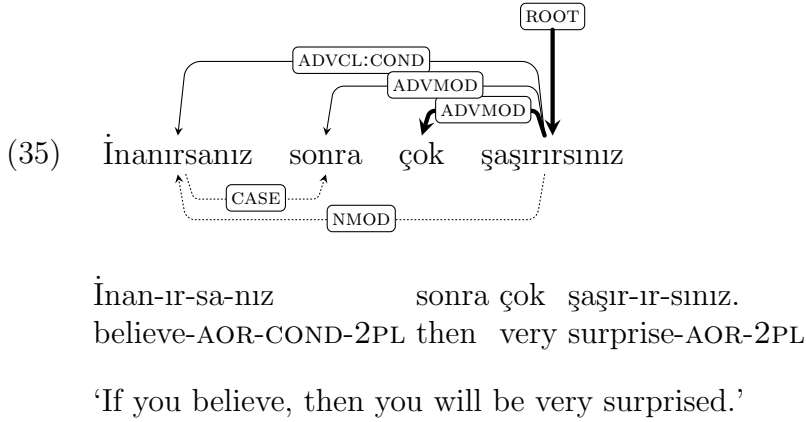 ROOT
ADVCL:COND
ADVMOD
ADVMOD
(35) İnanırsanız sonra çok şaşırırsınız
CASE
NMOD
İnan-ır-sa-nız sonra çok şaşır-ır-sınız.
believe-AOR-COND-2PL then very surprise-AOR-2PL
‘If you believe, then you will be very surprised.’